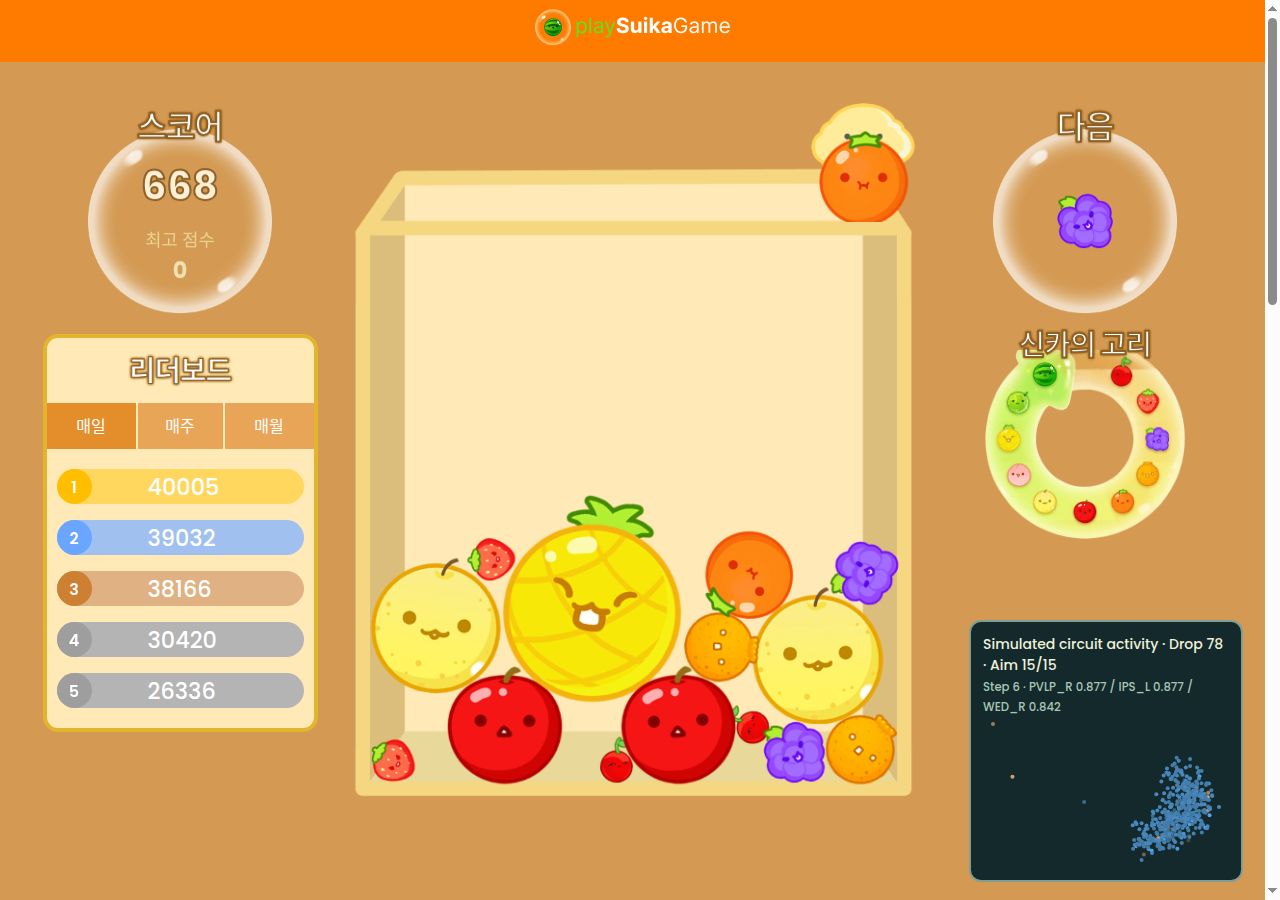 playSuikaGame
스코어
668
최고 점수
0
다음
신카의 고리
리더보드
매일 매주 매월
1 40005
2 39032
3 38166
4 30420
5 26336
Simulated circuit activity · Drop 78
· Aim 15/15
Step 6 · PVLP_R 0.877 / IPS_L 0.877 /
WED_R 0.842